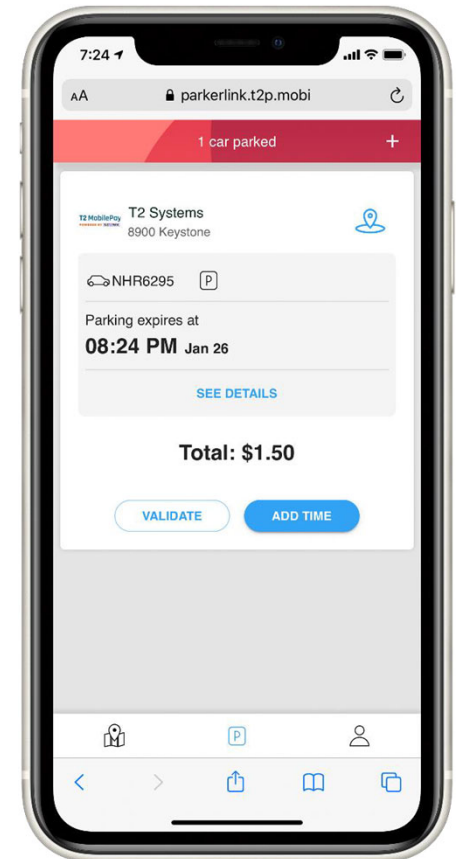 7:24
AA parkerlink.t2p.mobi
1 car parked +
T2 MobilePay
T2 Systems
8900 Keystone
NHR6295 P
Parking expires at
08:24 PM Jan 26
SEE DETAILS
Total: $1.50
VALIDATE ADD TIME
P